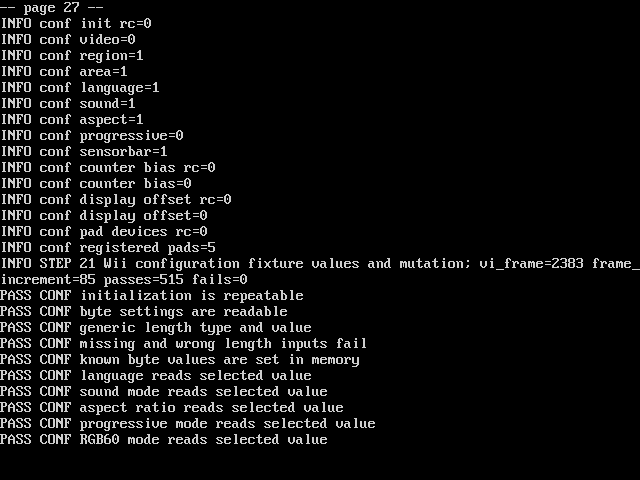 -- page 27 --
INFO conf init rc=0
INFO conf video=0
INFO conf region=1
INFO conf area=1
INFO conf language=1
INFO conf sound=1
INFO conf aspect=1
INFO conf progressive=0
INFO conf sensorbar=1
INFO conf counter bias rc=0
INFO conf counter bias=0
INFO conf display offset rc=0
INFO conf display offset=0
INFO conf pad devices rc=0
INFO conf registered pads=5
INFO STEP 21 Wii configuration fixture values and mutation; vi_frame=2383 frame_
increment=85 passes=515 fails=0
PASS CONF initialization is repeatable
PASS CONF byte settings are readable
PASS CONF generic length type and value
PASS CONF missing and wrong length inputs fail
PASS CONF known byte values are set in memory
PASS CONF language reads selected value
PASS CONF sound mode reads selected value
PASS CONF aspect ratio reads selected value
PASS CONF progressive mode reads selected value
PASS CONF RGB60 mode reads selected value